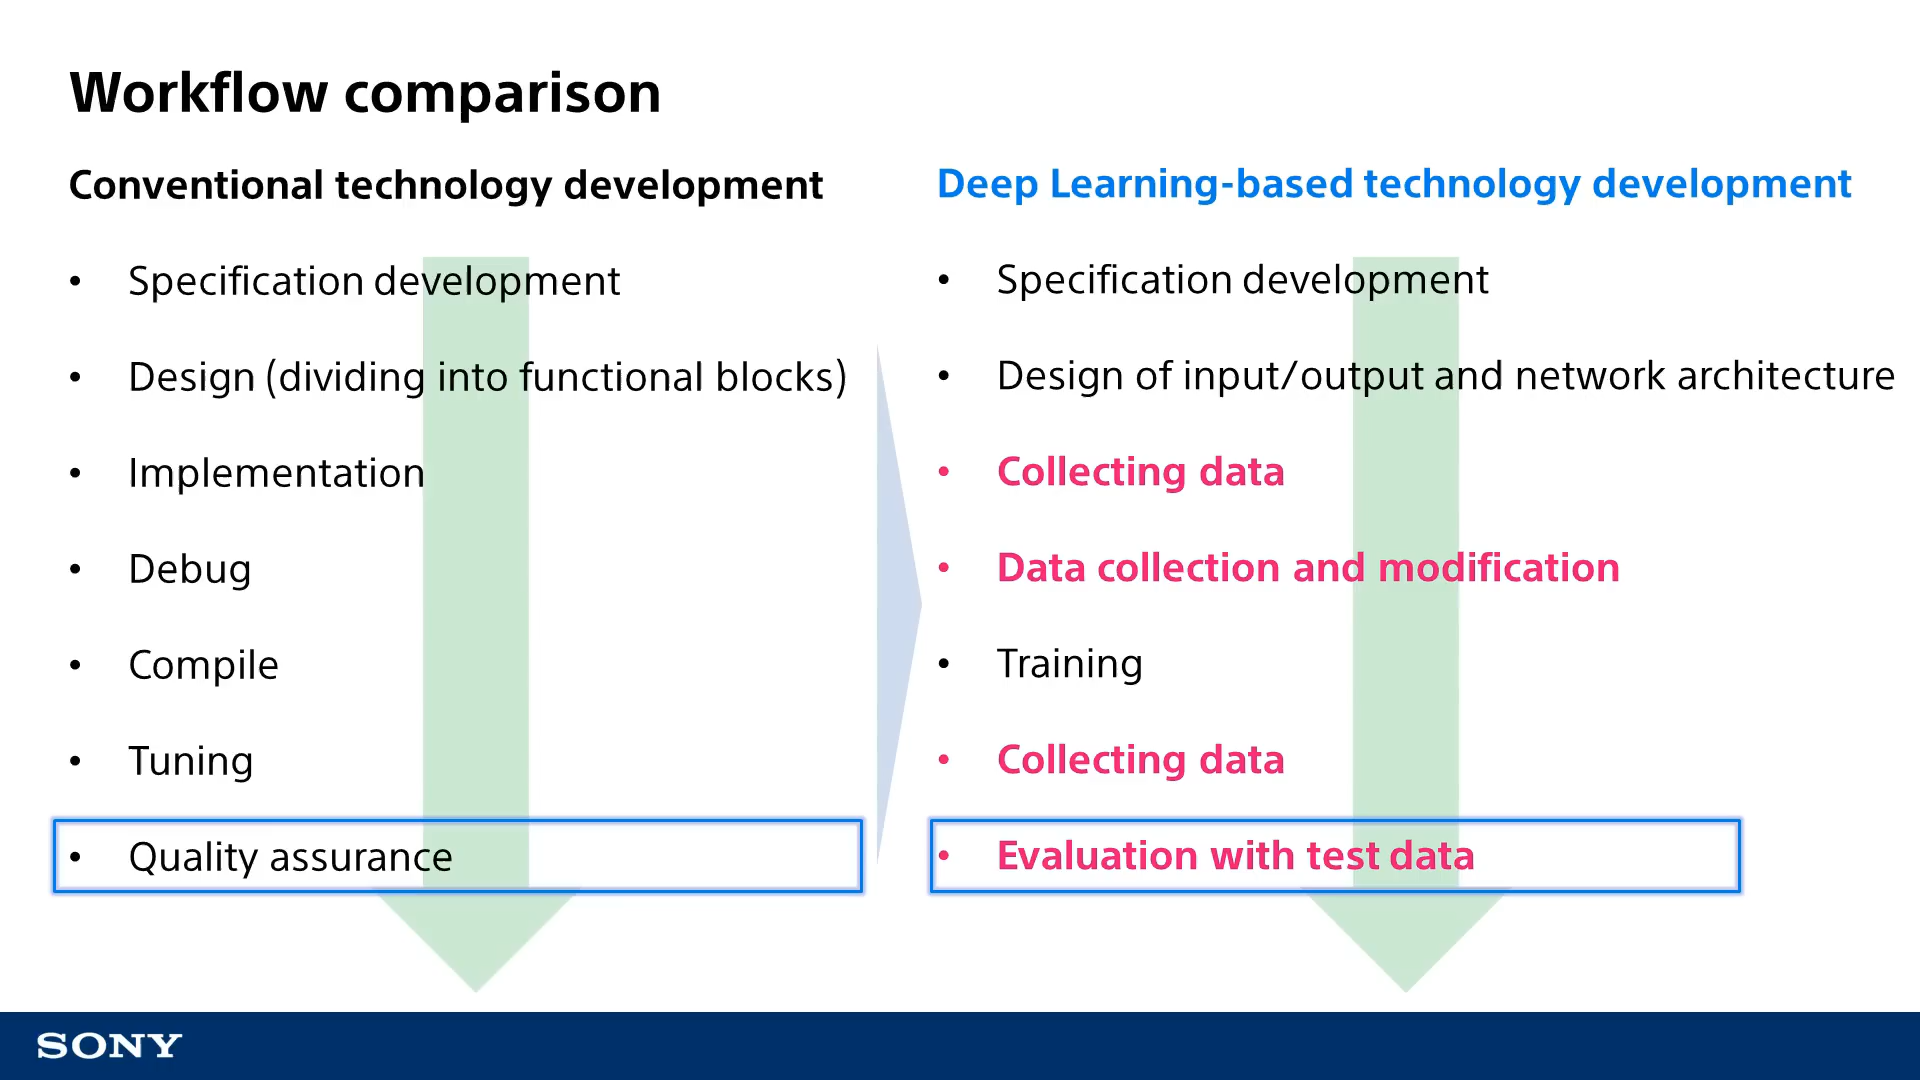 Workflow comparison
Conventional technology development
• Specification development
• Design (dividing into functional blocks)
• Implementation
• Debug
• Compile
• Tuning
• Quality assurance
Deep Learning-based technology development
• Specification development
• Design of input/output and network architecture
• Collecting data
• Data collection and modification
• Training
• Collecting data
• Evaluation with test data
SONY